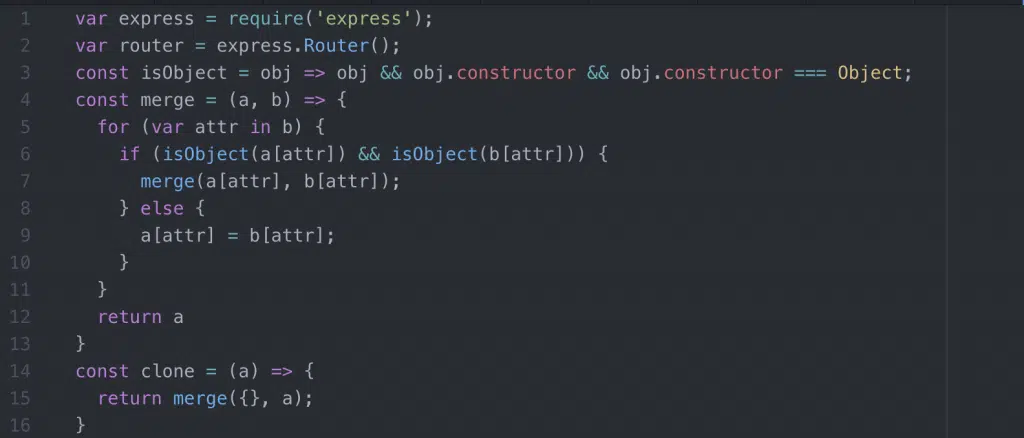 1 var express = require('express');
2 var router = express.Router();
3 const isObject = obj => obj && obj.constructor && obj.constructor === Object;
4 const merge = (a, b) => {
5   for (var attr in b) {
6     if (isObject(a[attr]) && isObject(b[attr])) {
7       merge(a[attr], b[attr]);
8     } else {
9       a[attr] = b[attr];
10     }
11   }
12   return a
13 }
14 const clone = (a) => {
15   return merge({}, a);
16 }